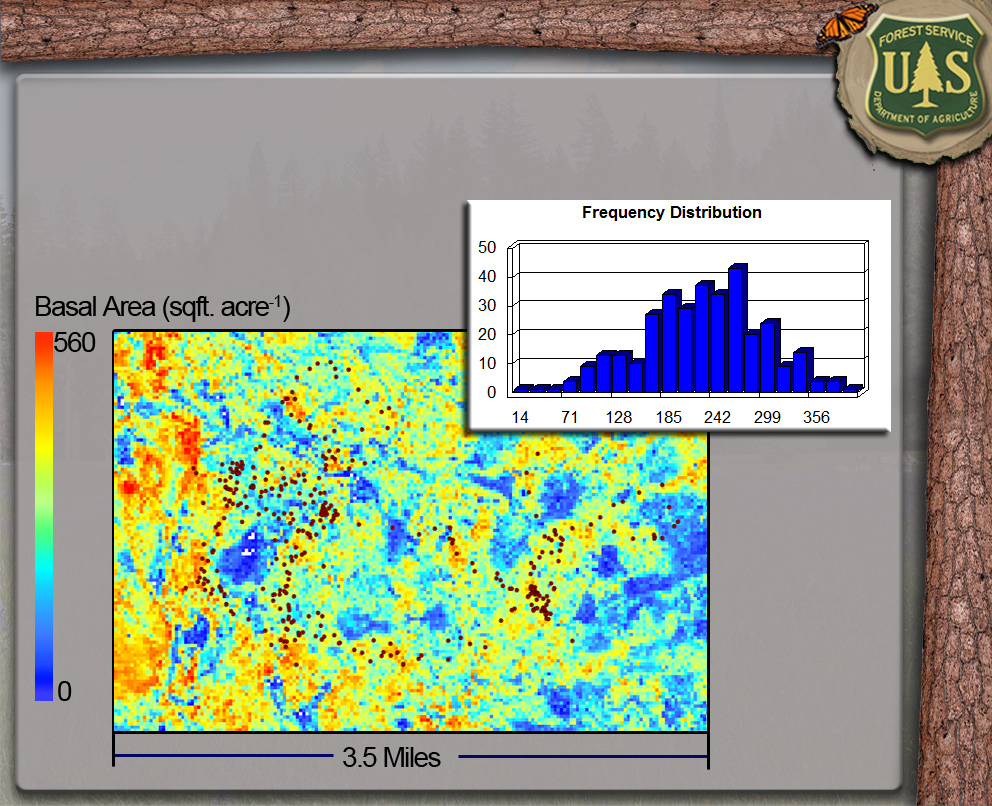 FOREST SERVICE
U S
DEPARTMENT OF AGRICULTURE
Frequency Distribution
50
40
30
20
10
0
14 71 128 185 242 299 356
Basal Area (sqft. acre-1)
560
0
3.5 Miles